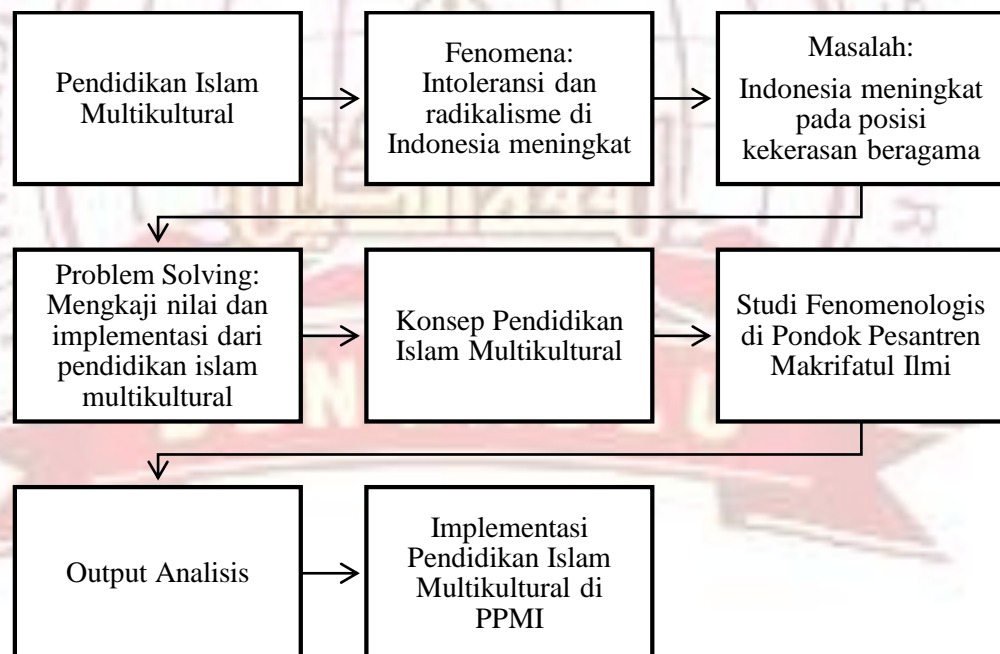 Pendidikan Islam
Multikultural
Fenomena:
Intoleransi dan
radikalisme di
Indonesia meningkat
Masalah:
Indonesia meningkat
pada posisi
kekerasan beragama
Problem Solving:
Mengkaji nilai dan
implementasi dari
pendidikan islam
multikultural
Konsep Pendidikan
Islam Multikultural
Studi Fenomenologis
di Pondok Pesantren
Makrifatul Ilmi
Output Analisis
Implementasi
Pendidikan Islam
Multikultural di
PPMI